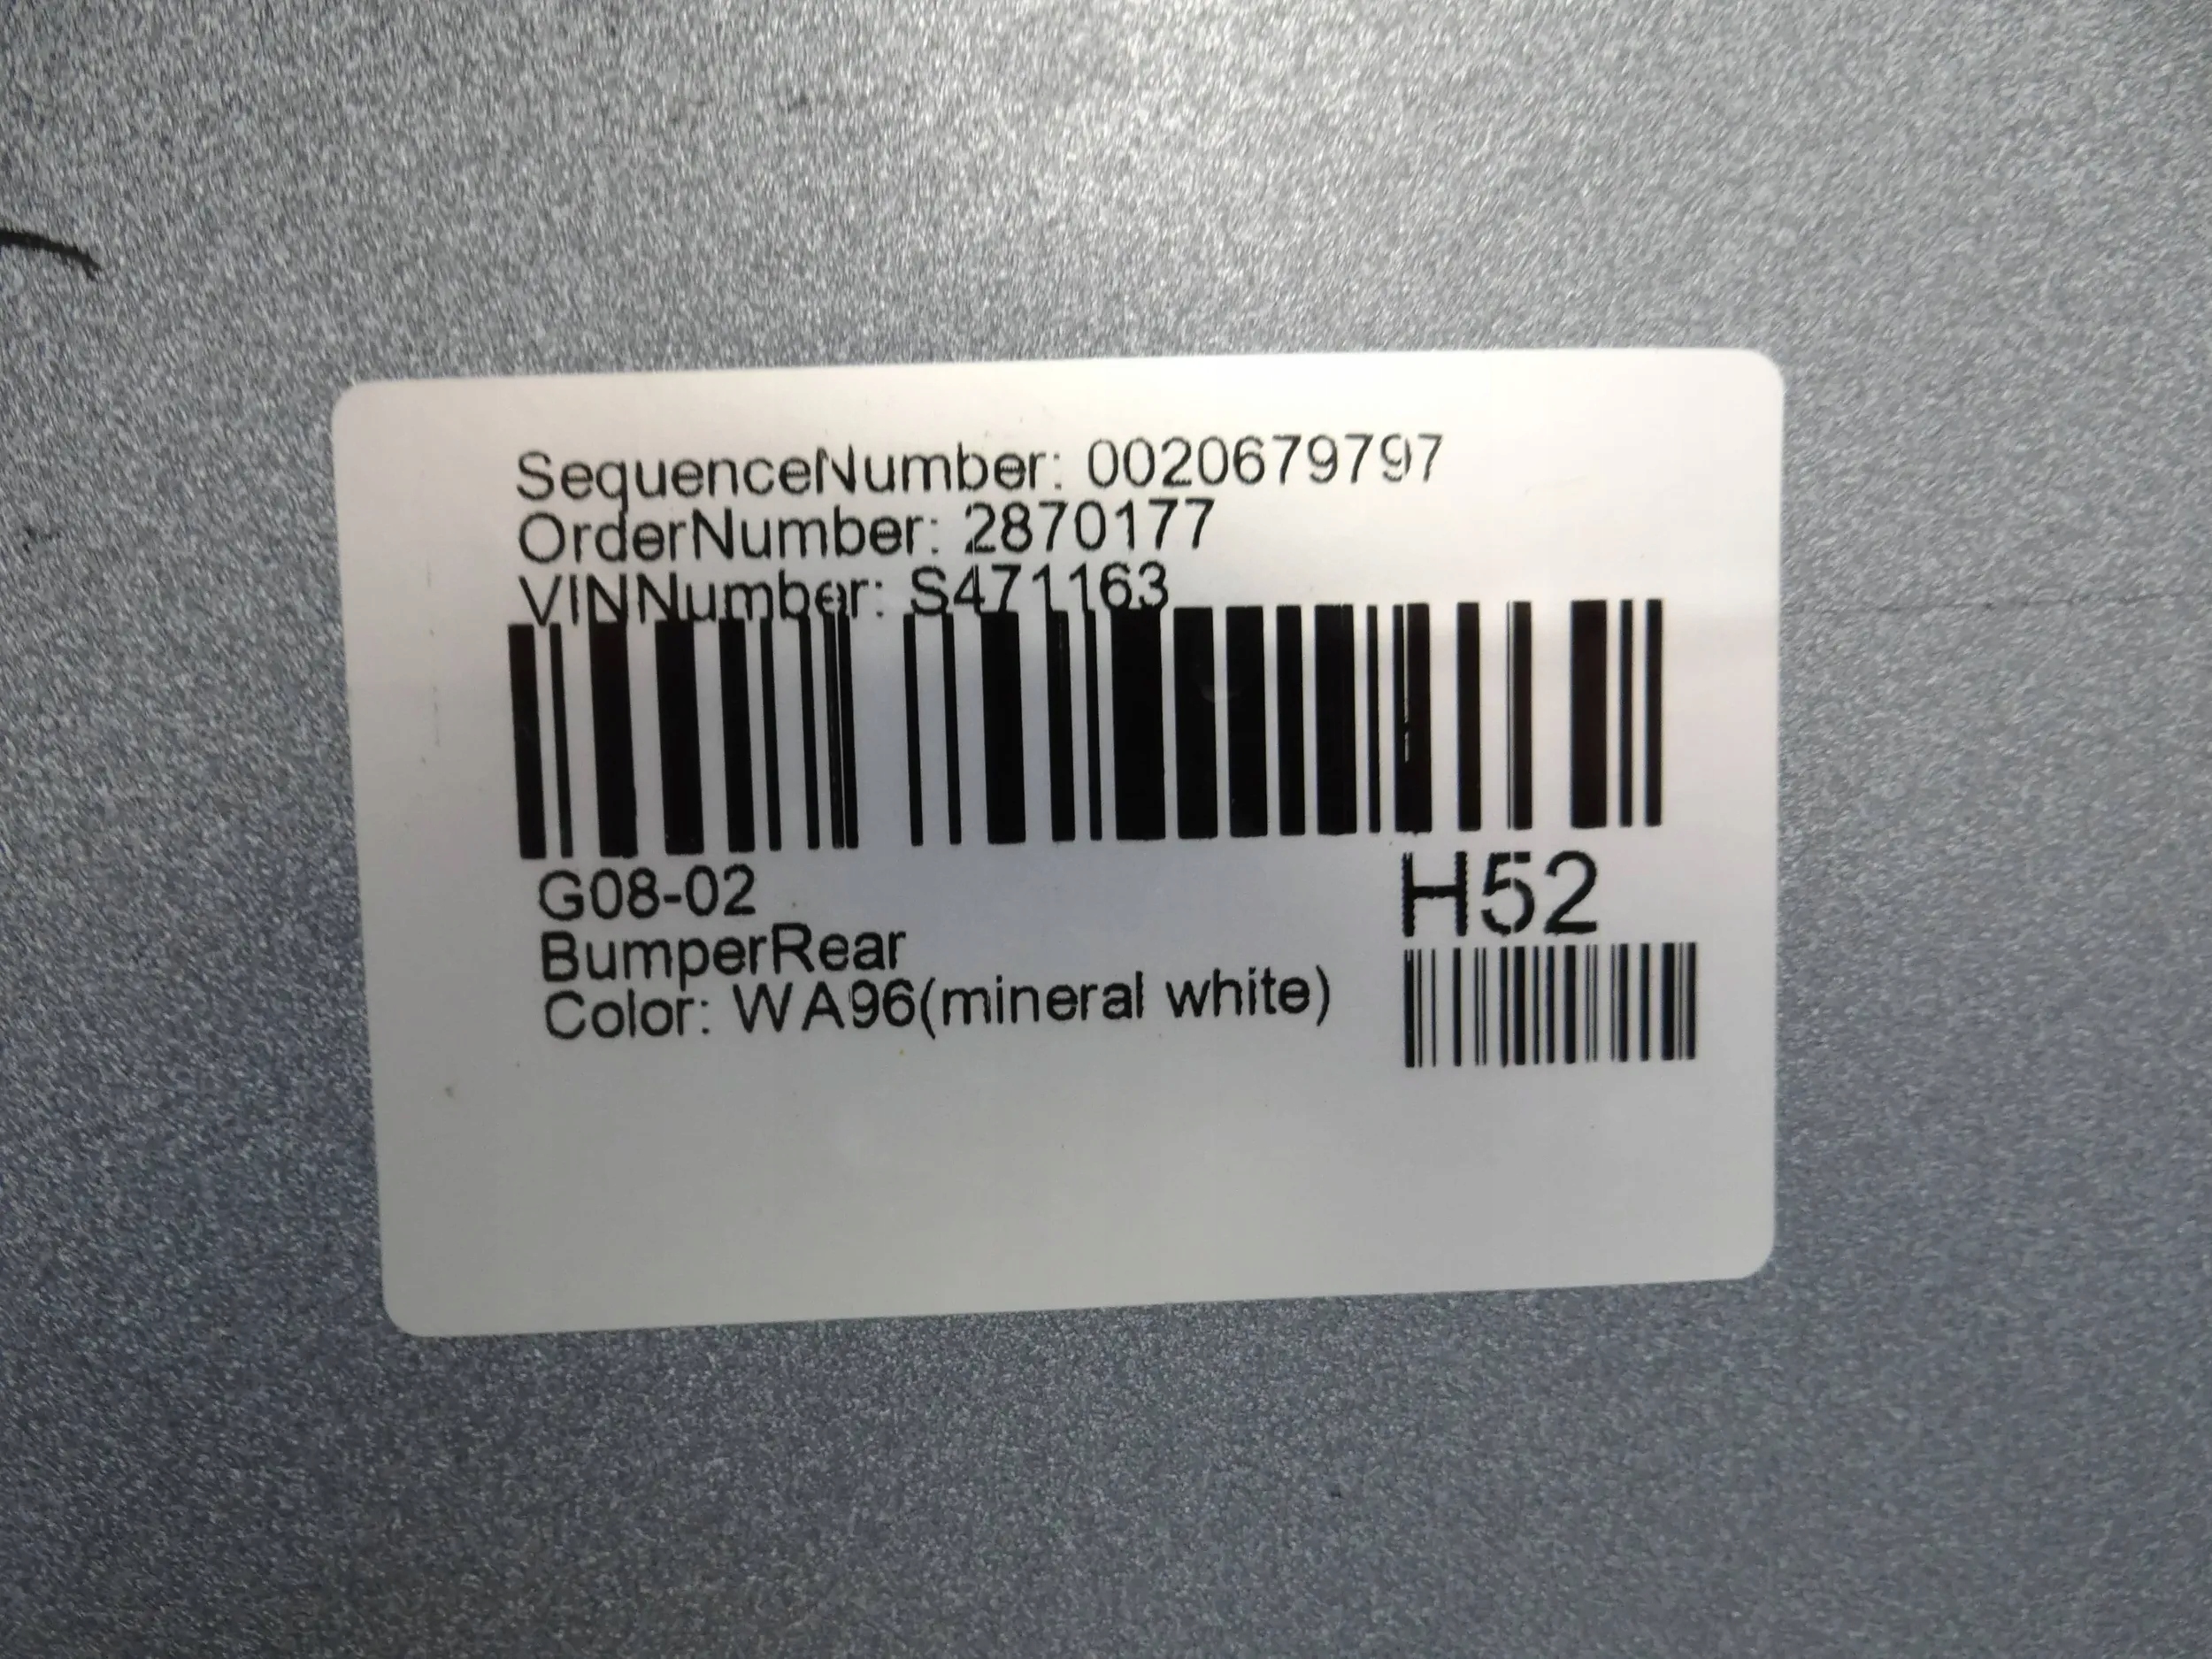 SequenceNumber: 0020679797
OrderNumber: 2870177
VINNumber: S471163
G08-02
H52
BumperRear
Color: WA96(mineral white)